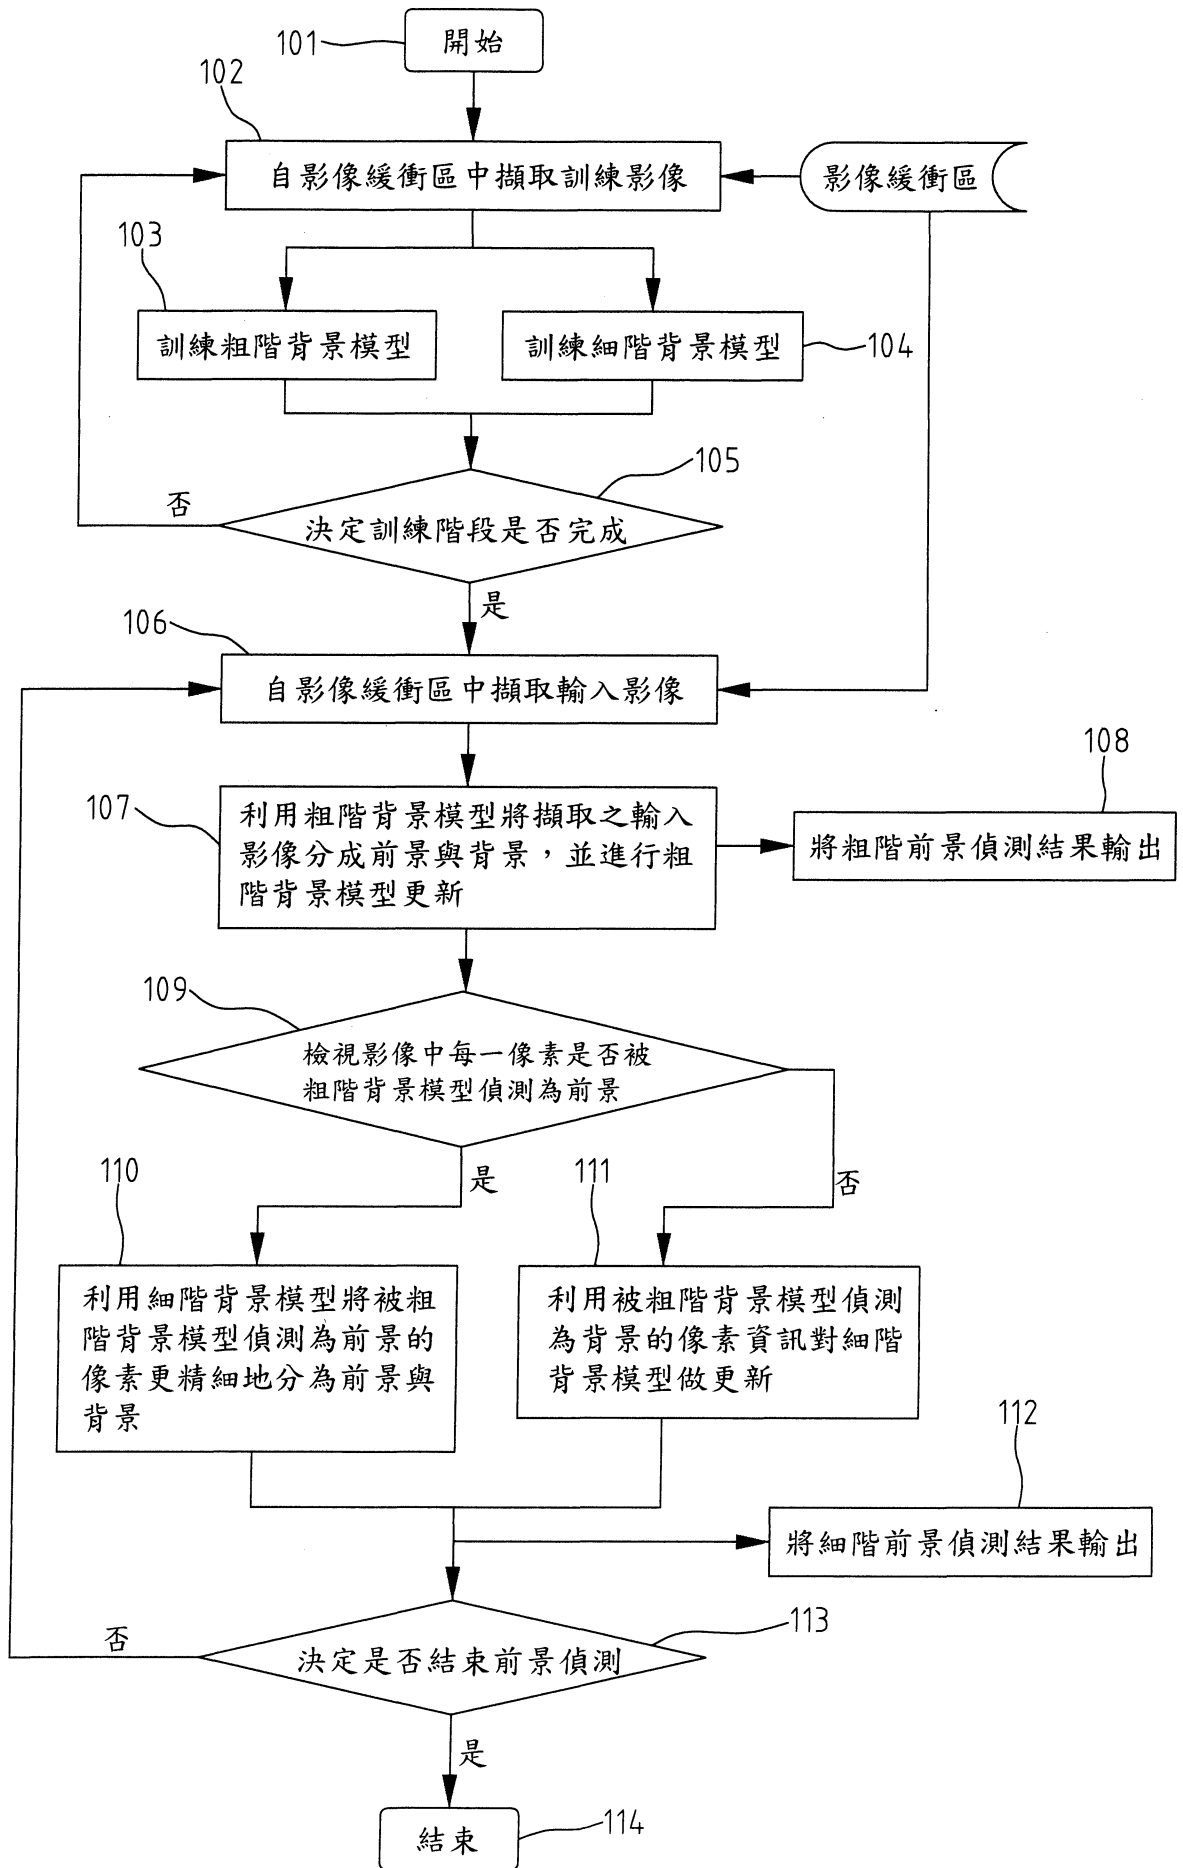 101
開始
102
自影像緩衝區中擷取訓練影像
影像緩衝區
103
訓練粗階背景模型
訓練細階背景模型
104
105
否
決定訓練階段是否完成
是
106
自影像緩衝區中擷取輸入影像
108
107
利用粗階背景模型將擷取之輸入
影像分成前景與背景，並進行粗
階背景模型更新
將粗階前景偵測結果輸出
109
檢視影像中每一像素是否被
粗階背景模型偵測為前景
110
是
111
否
利用細階背景模型將被粗
階背景模型偵測為前景的
像素更精細地分為前景與
背景
利用被粗階背景模型偵測
為背景的像素資訊對細階
背景模型做更新
112
將細階前景偵測結果輸出
113
否
決定是否結束前景偵測
是
結束
114